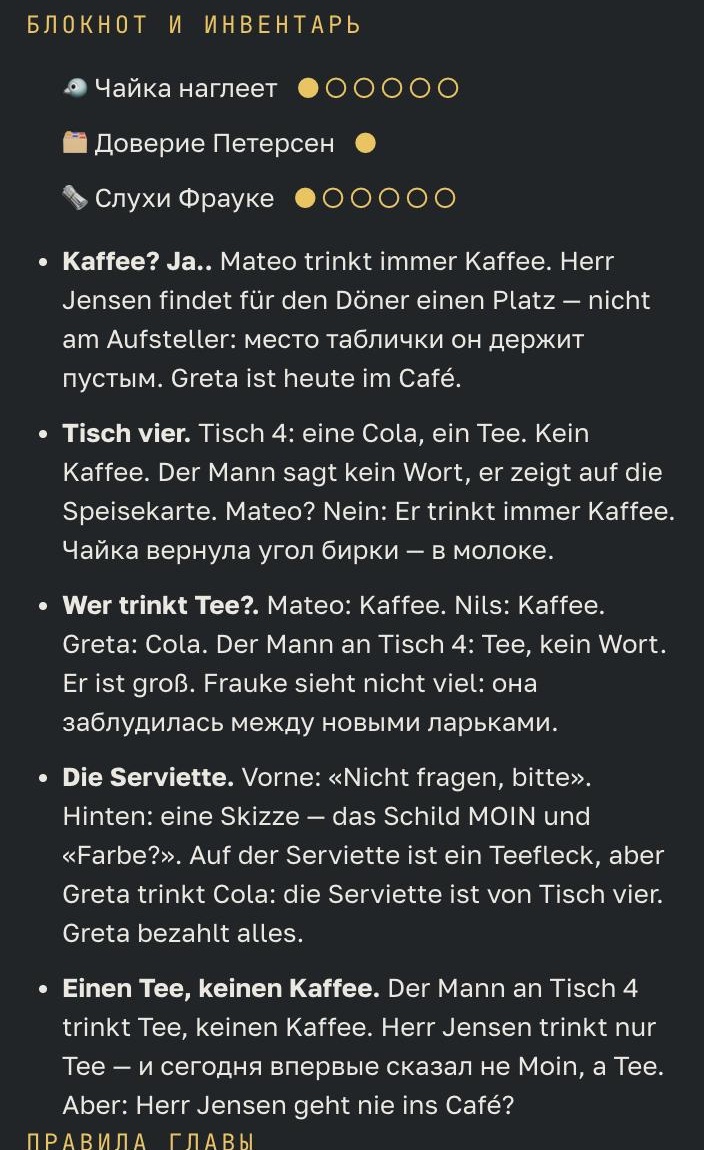 БЛОКНОТ И ИНВЕНТАРЬ
Чайка наглеет
Доверие Петерсен
Слухи Фрауке
• Kaffee? Ja.. Mateo trinkt immer Kaffee. Herr
Jensen findet für den Döner einen Platz — nicht
am Aufsteller: место таблички он держит
пустым. Greta ist heute im Café.
• Tisch vier. Tisch 4: eine Cola, ein Tee. Kein
Kaffee. Der Mann sagt kein Wort, er zeigt auf die
Speisekarte. Mateo? Nein: Er trinkt immer Kaffee.
Чайка вернула угол бирки — в молоке.
• Wer trinkt Tee?. Mateo: Kaffee. Nils: Kaffee.
Greta: Cola. Der Mann an Tisch 4: Tee, kein Wort.
Er ist groß. Frauke sieht nicht viel: она
заблудилась между новыми ларьками.
• Die Serviette. Vorne: «Nicht fragen, bitte».
Hinten: eine Skizze — das Schild MOIN und
«Farbe?». Auf der Serviette ist ein Teefleck, aber
Greta trinkt Cola: die Serviette ist von Tisch vier.
Greta bezahlt alles.
• Einen Tee, keinen Kaffee. Der Mann an Tisch 4
trinkt Tee, keinen Kaffee. Herr Jensen trinkt nur
Tee — и сегодня впервые сказал не Moin, а Tee.
Aber: Herr Jensen geht nie ins Café?
ПРАВИЛА ГЛАВЫ